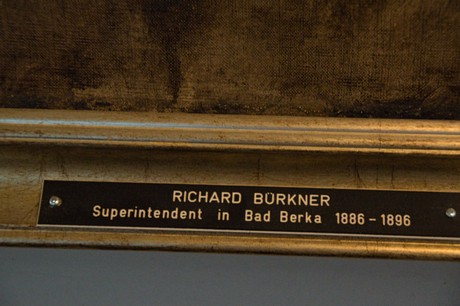 RICHARD BÜRKNER
Superintendent in Bad Berka 1886-1896